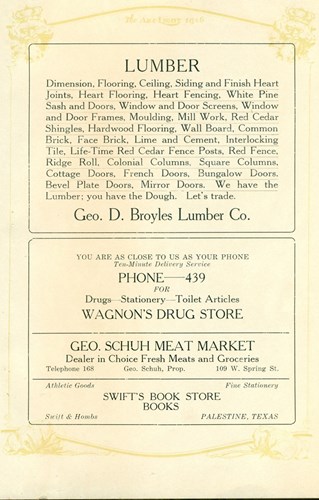 LUMBER
Dimension, Flooring, Ceiling, Siding and Finish Heart
Joints, Heart Flooring, Heart Fencing, White Pine
Sash and Doors, Window and Door Screens, Window
and Door Frames, Moulding, Mill Work, Red Cedar
Shingles, Hardwood Flooring, Wall Board, Common
Brick, Face Brick, Lime and Cement, Interlocking
Tile, Life-Time Red Cedar Fence Posts, Red Fence,
Ridge Roll, Colonial Columns, Square Columns,
Cottage Doors, French Doors, Bungalow Doors.
Bevel Plate Doors, Mirror Doors. We have the
Lumber; you have the Dough. Let's trade.
Geo. D. Broyles Lumber Co.
YOU ARE AS CLOSE TO US AS YOUR PHONE
Ten-Minute Delivery Service
PHONE—439
FOR
Drugs—Stationery—Toilet Articles
WAGNON'S DRUG STORE
GEO. SCHUH MEAT MARKET
Dealer in Choice Fresh Meats and Groceries
Telephone 168 Geo. Schuh, Prop. 109 W. Spring St.
Athletic Goods Fine Stationery
SWIFT'S BOOK STORE
BOOKS
Swift & Hombs PALESTINE, TEXAS